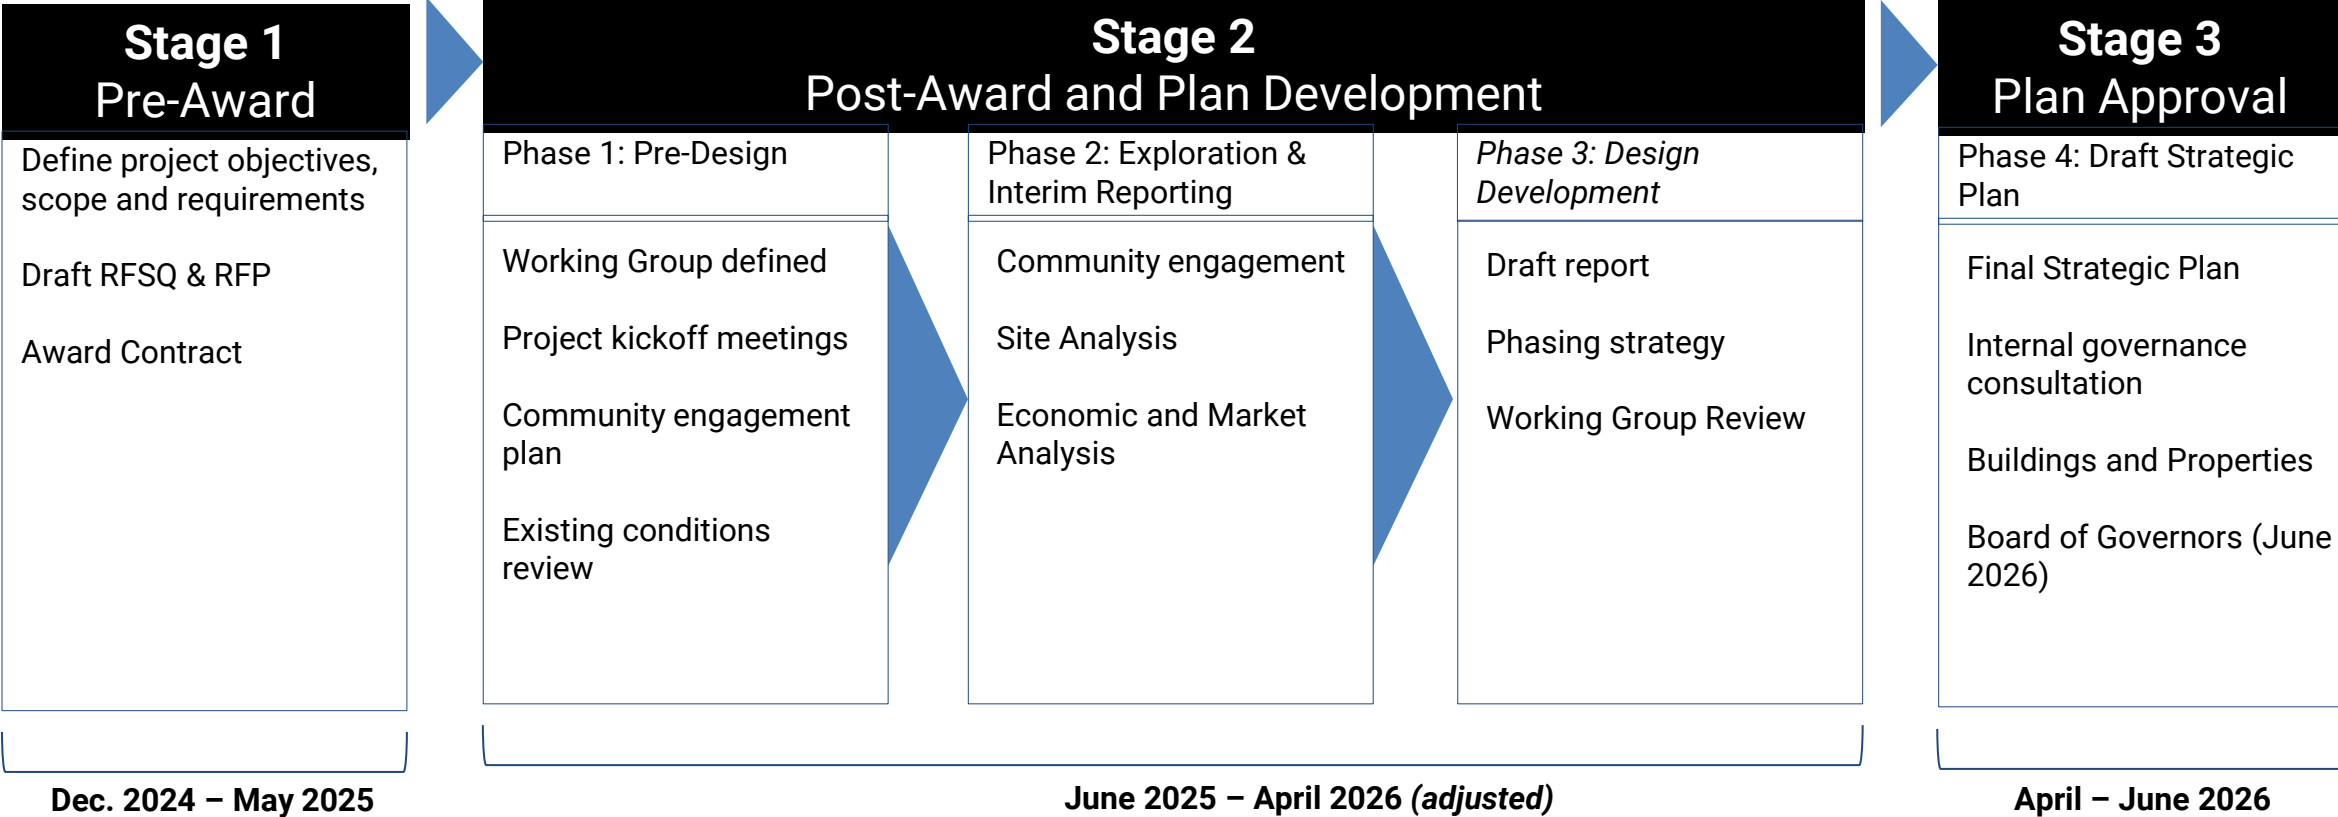 Stage 1
Pre-Award
Define project objectives,
scope and requirements
Draft RFSQ & RFP
Award Contract
Dec. 2024 – May 2025
Stage 2
Post-Award and Plan Development
Phase 1: Pre-Design
Working Group defined
Project kickoff meetings
Community engagement
plan
Existing conditions
review
Phase 2: Exploration &
Interim Reporting
Community engagement
Site Analysis
Economic and Market
Analysis
Phase 3: Design
Development
Draft report
Phasing strategy
Working Group Review
June 2025 – April 2026 (adjusted)
Stage 3
Plan Approval
Phase 4: Draft Strategic
Plan
Final Strategic Plan
Internal governance
consultation
Buildings and Properties
Board of Governors (June
2026)
April – June 2026